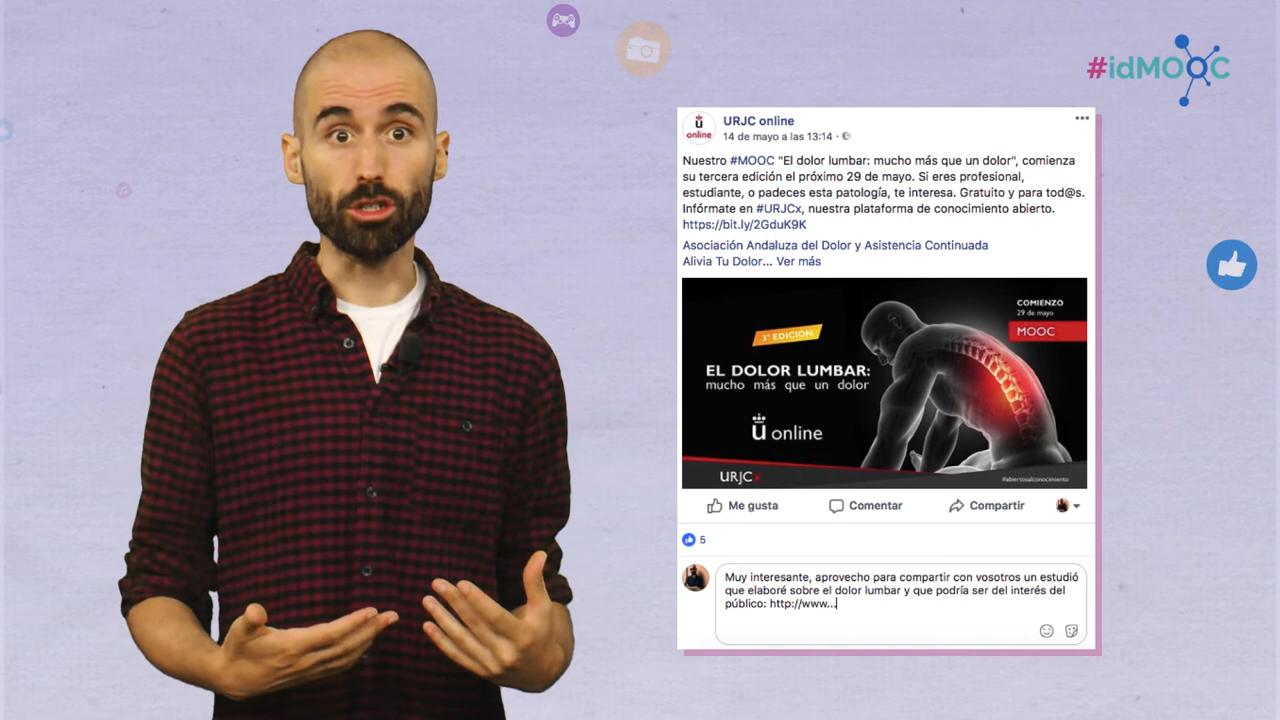 #idMOOC
URJC online
14 de mayo a las 13:14 ·
ü
online
Nuestro #MOOC "El dolor lumbar: mucho más que un dolor", comienza
su tercera edición el próximo 29 de mayo. Si eres profesional,
estudiante, o padeces esta patología, te interesa. Gratuito y para tod@s.
Infórmate en #URJCx, nuestra plataforma de conocimiento abierto.
https://bit.ly/2GduK9K
Asociación Andaluza del Dolor y Asistencia Continuada
Alivia Tu Dolor... Ver más
COMIENZO
29 de mayo
MOOC
3ª EDICIÓN
EL DOLOR LUMBAR:
mucho más que un dolor
ü online
URJCx
#abiertosalconocimiento
Me gusta
Comentar
Compartir
5
Muy interesante, aprovecho para compartir con vosotros un estudió
que elaboré sobre el dolor lumbar y que podría ser del interés del
público: http://www...